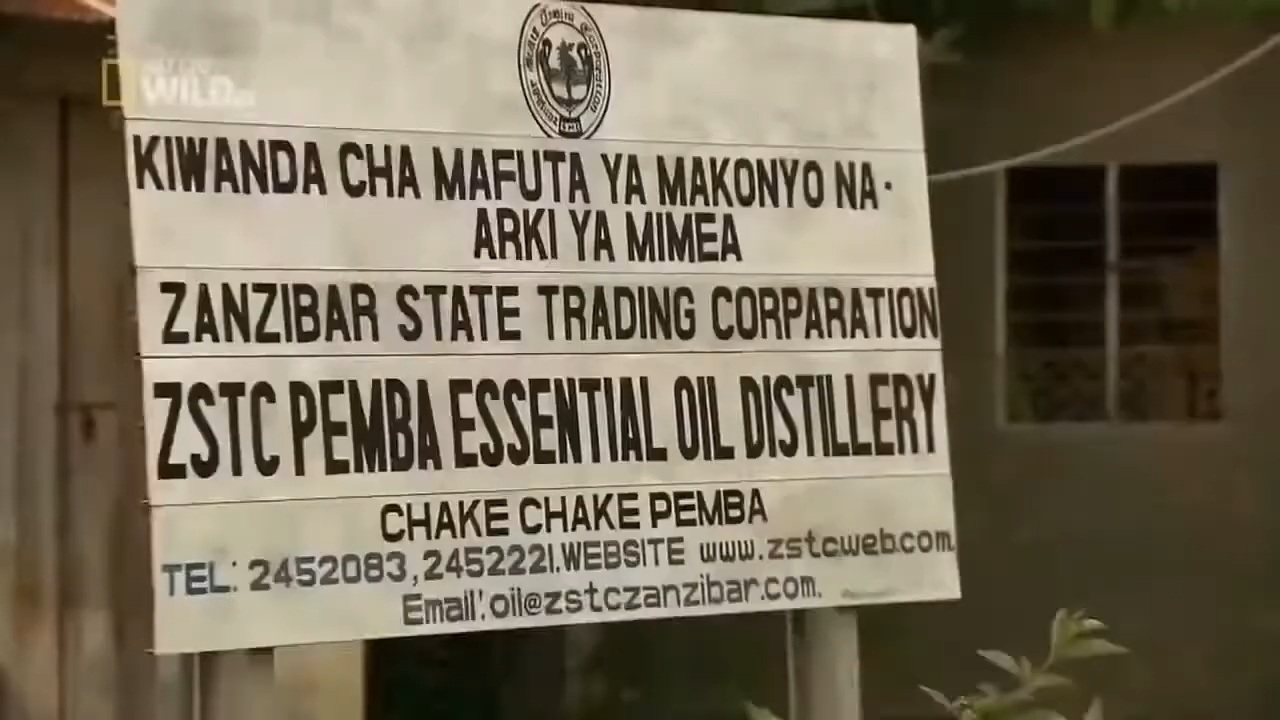 WILD
KIWANDA CHA MAFUTA YA MAKONYO NA-
ARKI YA MIMEA
ZANZIBAR STATE TRADING CORPARATION
ZSTC PEMBA ESSENTIAL OIL DISTILLERY
CHAKE CHAKE PEMBA
TEL: 2452083, 2452221. WEBSITE www.zstcweb.com
Email: oil@zstczanzibar.com.